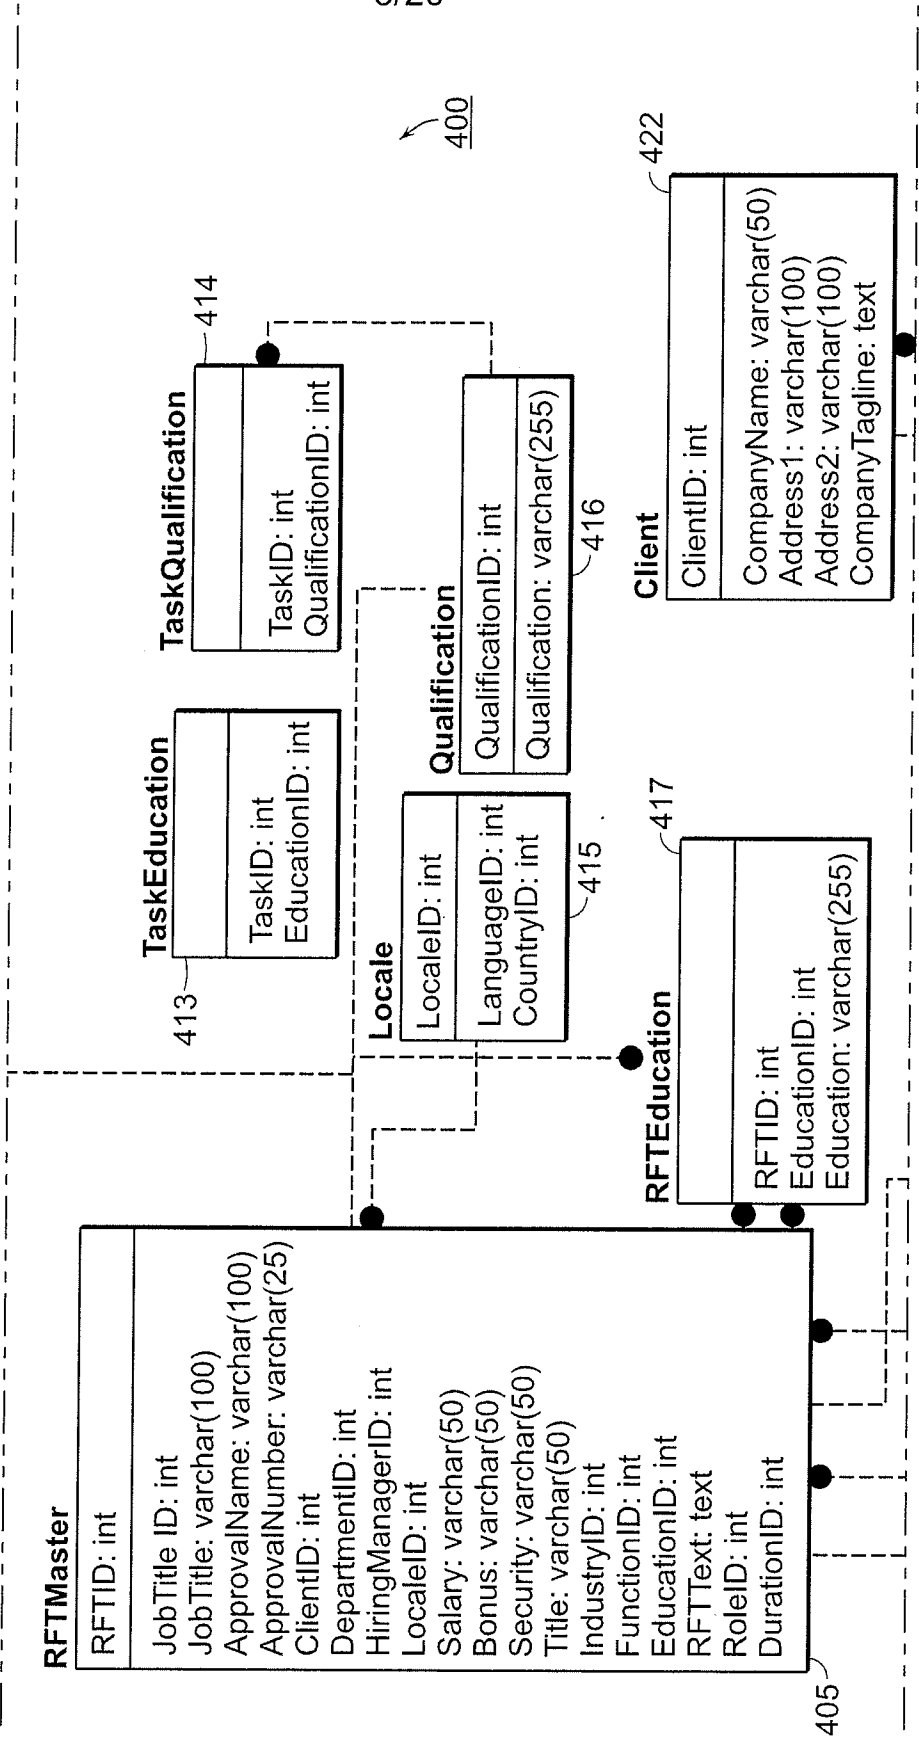 400
RFTMaster
RFTID: int
JobTitle ID: int
JobTitle: varchar(100)
ApprovalName: varchar(100)
ApprovalNumber: varchar(25)
ClientID: int
DepartmentID: int
HiringManagerID: int
LocaleID: int
Salary: varchar(50)
Bonus: varchar(50)
Security: varchar(50)
Title: varchar(50)
IndustryID: int
FunctionID: int
EducationID: int
RFTText: text
RoleID: int
DurationID: int
405
TaskEducation
TaskID: int
EducationID: int
413
TaskQualification
TaskID: int
QualificationID: int
414
Locale
LocaleID: int
LanguageID: int
CountryID: int
415
Qualification
QualificationID: int
Qualification: varchar(255)
416
RFTEducation
RFTID: int
EducationID: int
Education: varchar(255)
417
Client
ClientID: int
CompanyName: varchar(50)
Address1: varchar(100)
Address2: varchar(100)
CompanyTagline: text
422